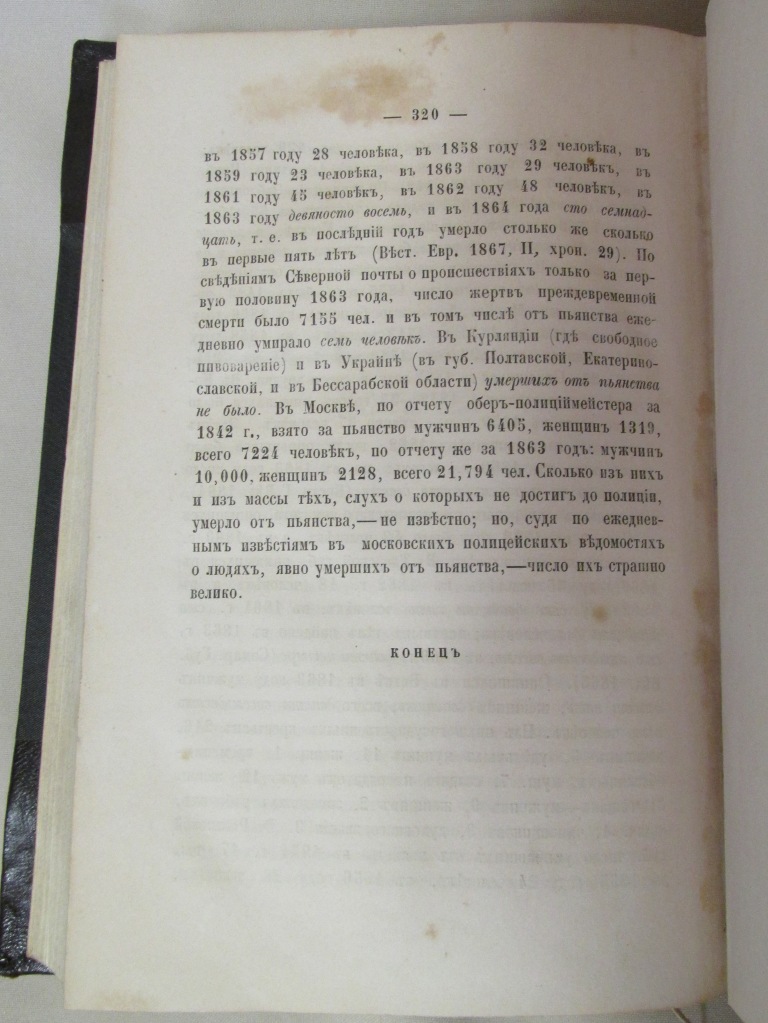 — 320 —
въ 1857 году 28 человѣка, въ 1858 году 32 человѣка, въ
1859 году 23 человѣка, въ 1863 году 29 человѣкъ, въ
1861 году 45 человѣкъ, въ 1862 году 48 человѣкъ, въ
1863 году девяносто восемь, и въ 1864 года сто семнад-
цать, т. е. въ послѣдній годъ умерло столько же сколько
въ первые пять лѣтъ (Вѣст. Евр. 1867, II, хрон. 29). По
свѣдѣніямъ Сѣверной почты о происшествіяхъ только за пер-
вую половину 1863 года, число жертвъ преждевременной
смерти было 7155 чел. и въ томъ числѣ отъ пьянства еже-
дневно умирало семь человѣкъ. Въ Курляндіи (гдѣ свободное
пивовареніе) и въ Украйнѣ (въ губ. Полтавской, Екатерино-
славской, и въ Бессарабской области) умершихъ отъ пьянства
не было. Въ Москвѣ, по отчету оберъ-полиціймейстера за
1842 г., взято за пьянство мужчинъ 6405, женщинъ 1319,
всего 7224 человѣкъ, по отчету же за 1863 годъ: мужчинъ
10,000, женщинъ 2128, всего 21,794 чел. Сколько изъ нихъ
и изъ массы тѣхъ, слухъ о которыхъ не достигъ до полиціи,
умерло отъ пьянства,—не извѣстно; но, судя по ежеднев-
нымъ извѣстіямъ въ московскихъ полицейскихъ вѣдомостяхъ
о людяхъ, явно умершихъ отъ пьянства,—число ихъ страшно
велико.
КОНЕЦЪ